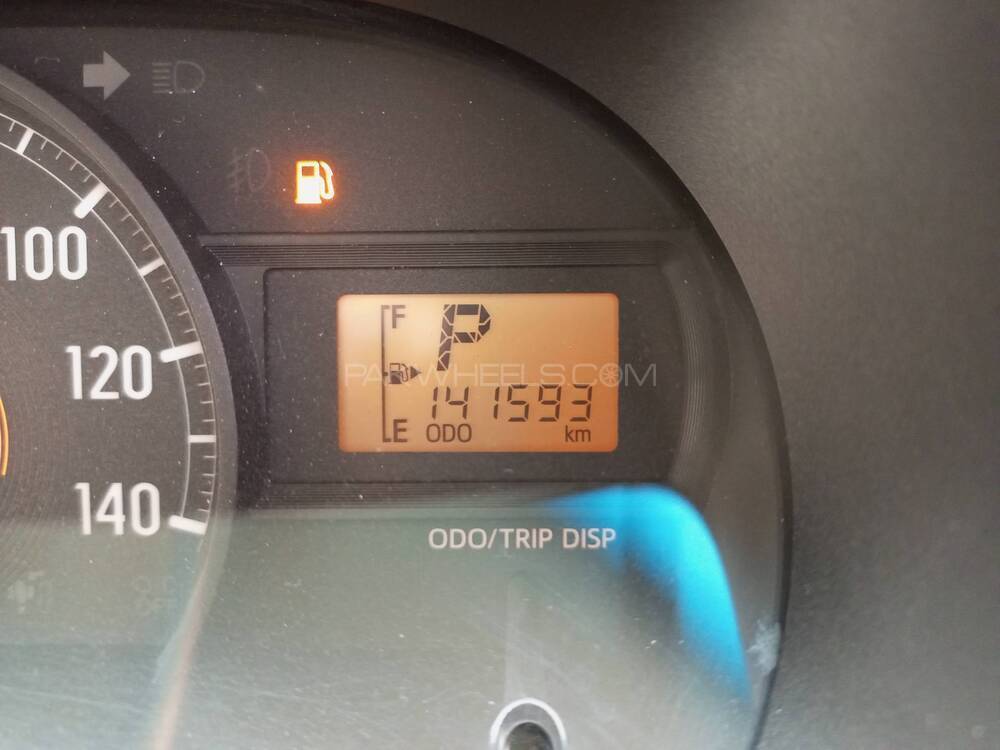 100
120
140
F
P
PAKWHEELS.COM
141593
E
ODO
km
ODO/TRIP DISP